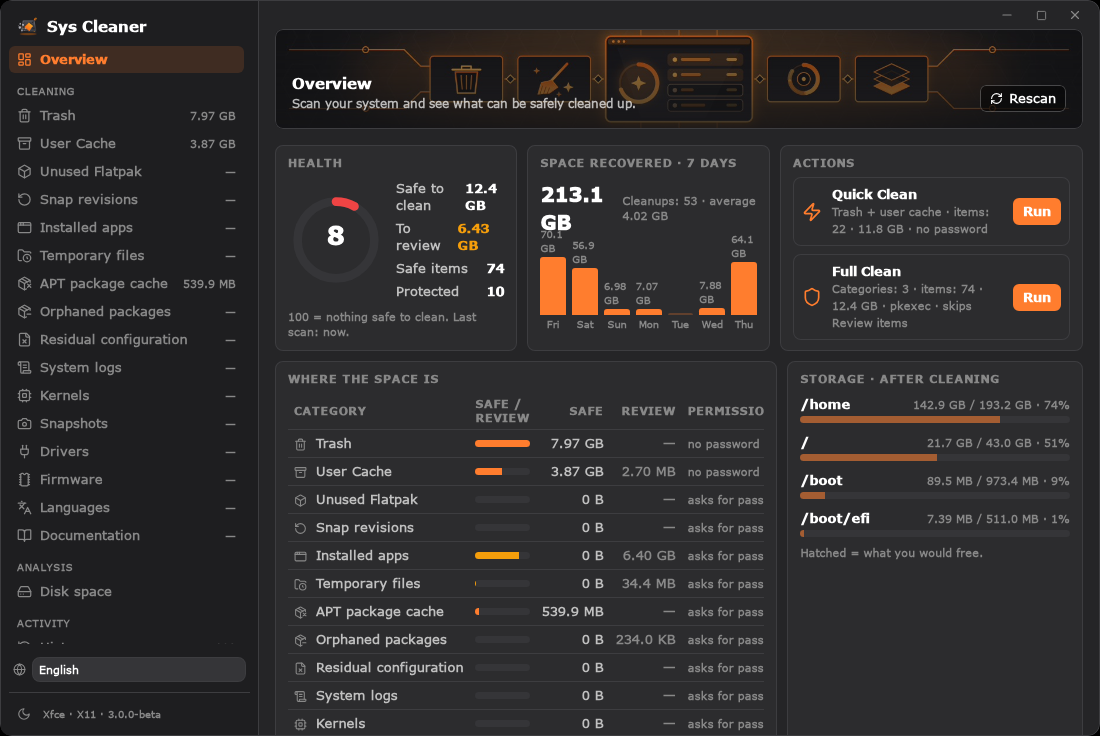 Sys Cleaner
Overview
CLEANING
Trash 7.97 GB
User Cache 3.87 GB
Unused Flatpak —
Snap revisions —
Installed apps —
Temporary files —
APT package cache 539.9 MB
Orphaned packages —
Residual configuration —
System logs —
Kernels —
Snapshots —
Drivers —
Firmware —
Languages —
Documentation —
ANALYSIS
Disk space
ACTIVITY
English
Xfce · X11 · 3.0.0-beta
Overview
Scan your system and see what can be safely cleaned up.
Rescan
HEALTH
8
Safe to clean 12.4 GB
To review 6.43 GB
Safe items 74
Protected 10
100 = nothing safe to clean. Last
scan: now.
SPACE RECOVERED · 7 DAYS
213.1 GB
Cleanups: 53 · average
4.02 GB
70.1 GB
56.9 GB
6.98 GB
7.07 GB
7.88 GB
64.1 GB
Fri Sat Sun Mon Tue Wed Thu
ACTIONS
Quick Clean
Trash + user cache · items:
22 · 11.8 GB · no password
Run
Full Clean
Categories: 3 · items: 74 ·
12.4 GB · pkexec · skips
Review items
Run
WHERE THE SPACE IS
CATEGORY SAFE / REVIEW SAFE REVIEW PERMISSIO
Trash 7.97 GB — no password
User Cache 3.87 GB 2.70 MB no password
Unused Flatpak 0 B — asks for pass
Snap revisions 0 B — asks for pass
Installed apps 0 B 6.40 GB asks for pass
Temporary files 0 B 34.4 MB asks for pass
APT package cache 539.9 MB — asks for pass
Orphaned packages 0 B 234.0 KB asks for pass
Residual configuration 0 B — asks for pass
System logs 0 B — asks for pass
Kernels 0 B — asks for pass
STORAGE · AFTER CLEANING
/home 142.9 GB / 193.2 GB · 74%
/ 21.7 GB / 43.0 GB · 51%
/boot 89.5 MB / 973.4 MB · 9%
/boot/efi 7.39 MB / 511.0 MB · 1%
Hatched = what you would free.